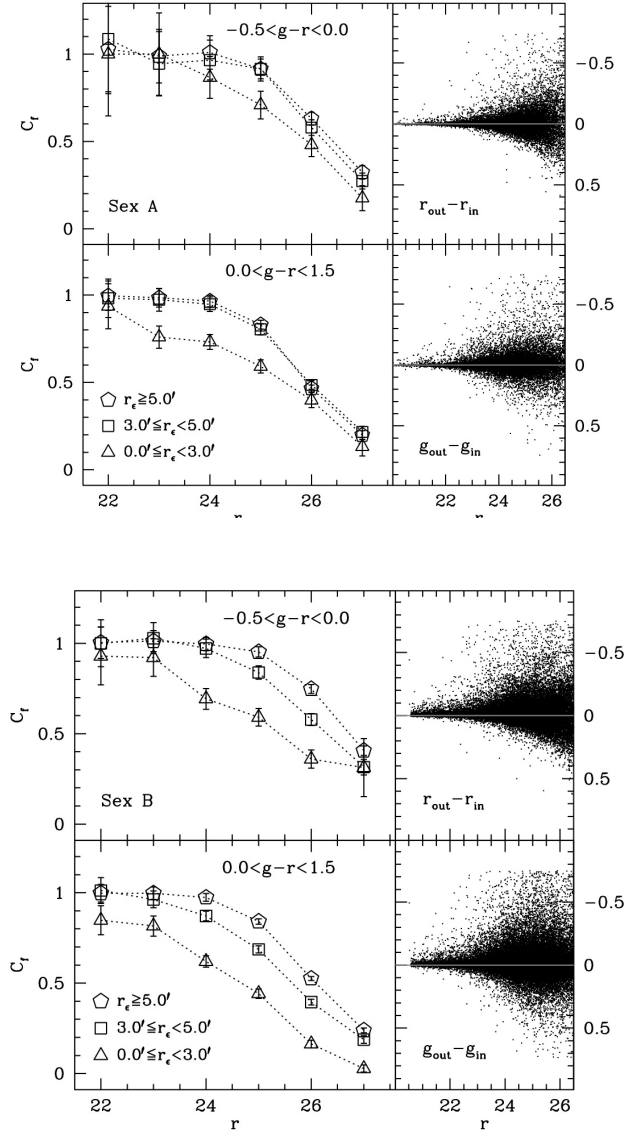 −0.5<g−r<0.0
1
0.5
0
C_f
Sex A
−0.5
0
0.5
r_out−r_in
0.0<g−r<1.5
1
0.5
0
C_f
r_ϵ≧5.0′
3.0′≦r_ϵ<5.0′
0.0′≦r_ϵ<3.0′
−0.5
0
0.5
g_out−g_in
22 24 26
22 24 26
r
r
−0.5<g−r<0.0
1
0.5
0
C_f
Sex B
−0.5
0
0.5
r_out−r_in
0.0<g−r<1.5
1
0.5
0
C_f
r_ϵ≧5.0′
3.0′≦r_ϵ<5.0′
0.0′≦r_ϵ<3.0′
−0.5
0
0.5
g_out−g_in
22 24 26
22 24 26
r
r